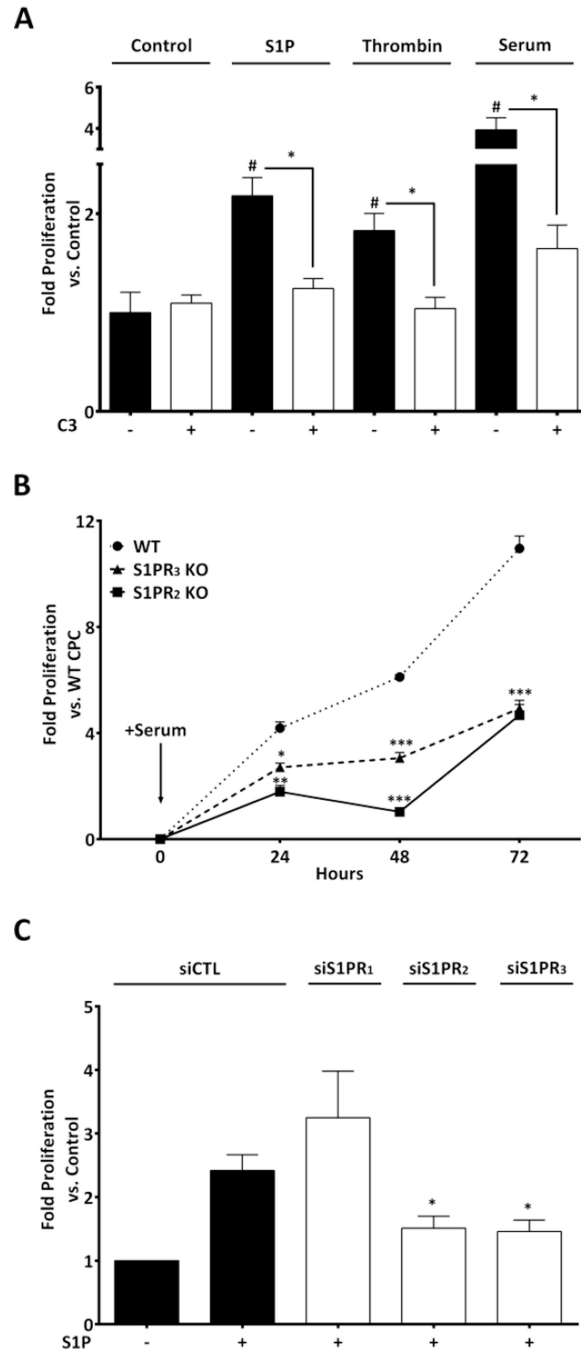 A
Control S1P Thrombin Serum
Fold Proliferation
vs. Control
6
4
2
0
# * # * # *
C3 - + - + - + - +
B
Fold Proliferation
vs. WT CPC
12
8
4
0
WT
S1PR3 KO
S1PR2 KO
+Serum
*
**
***
***
***
0 24 48 72
Hours
C
siCTL siS1PR1 siS1PR2 siS1PR3
Fold Proliferation
vs. Control
5
4
3
2
1
0
* *
S1P - + + + +